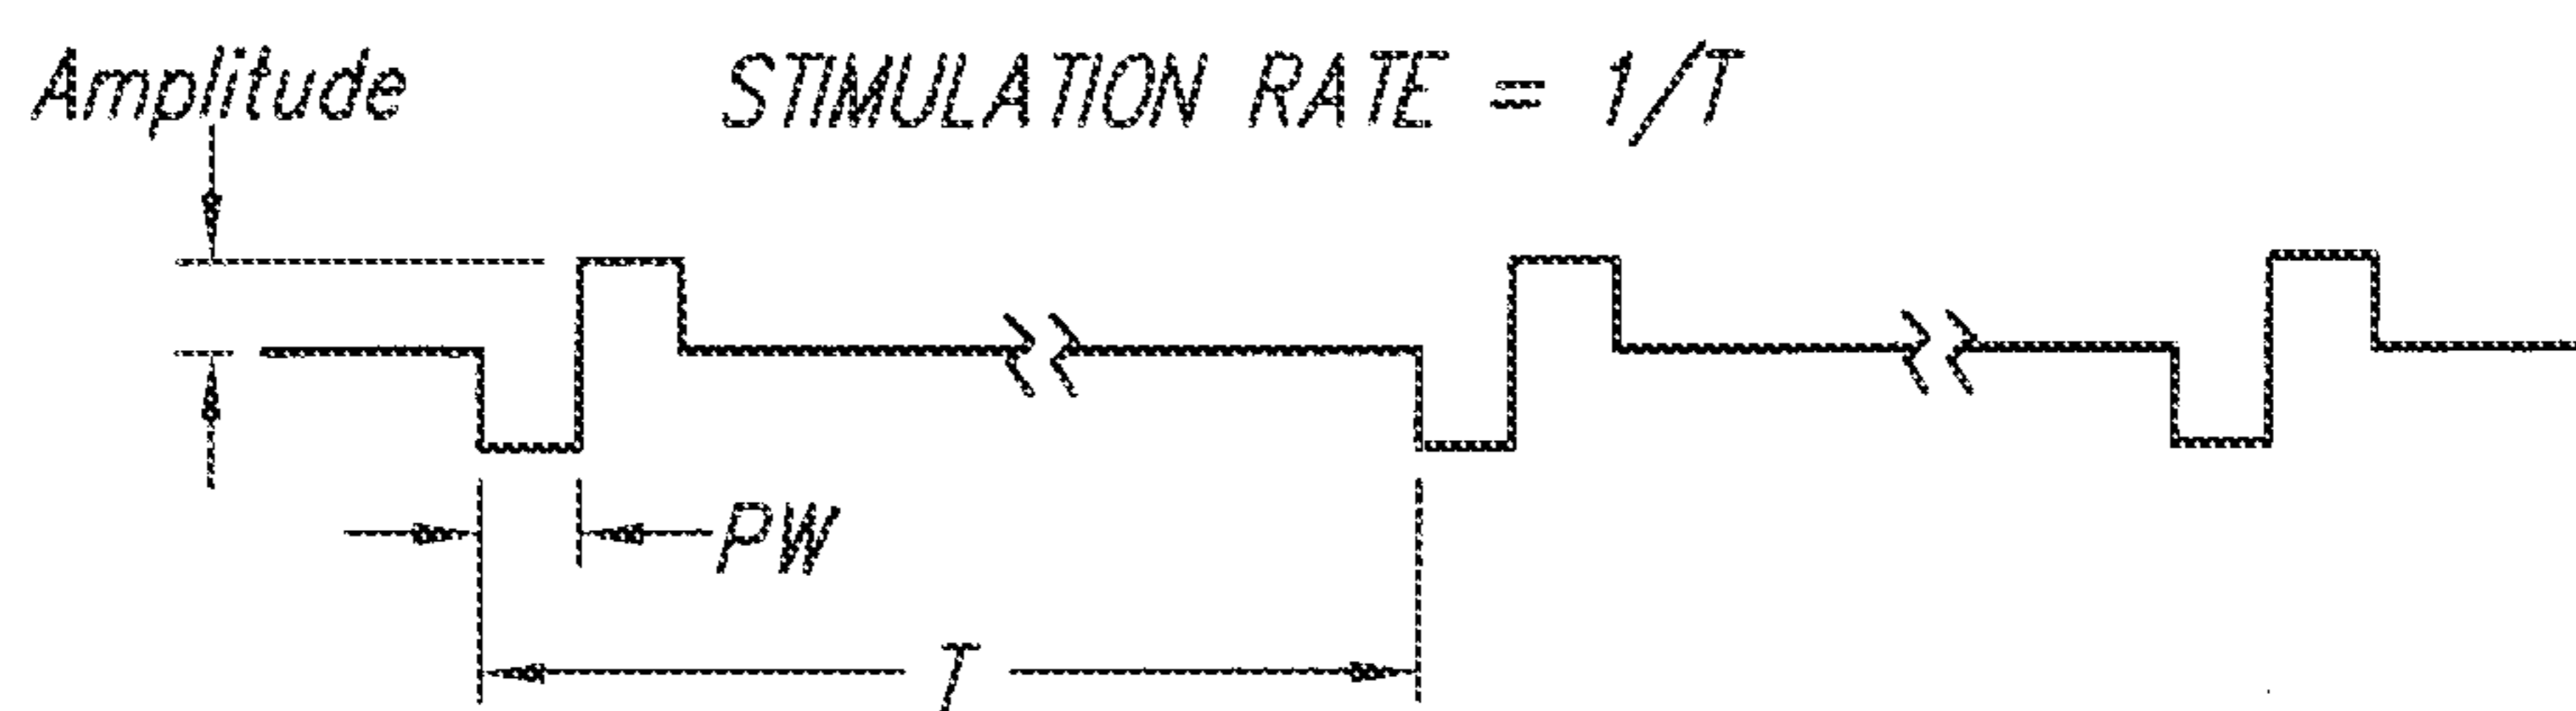 Amplitude
STIMULATION RATE = 1/T
PW
T